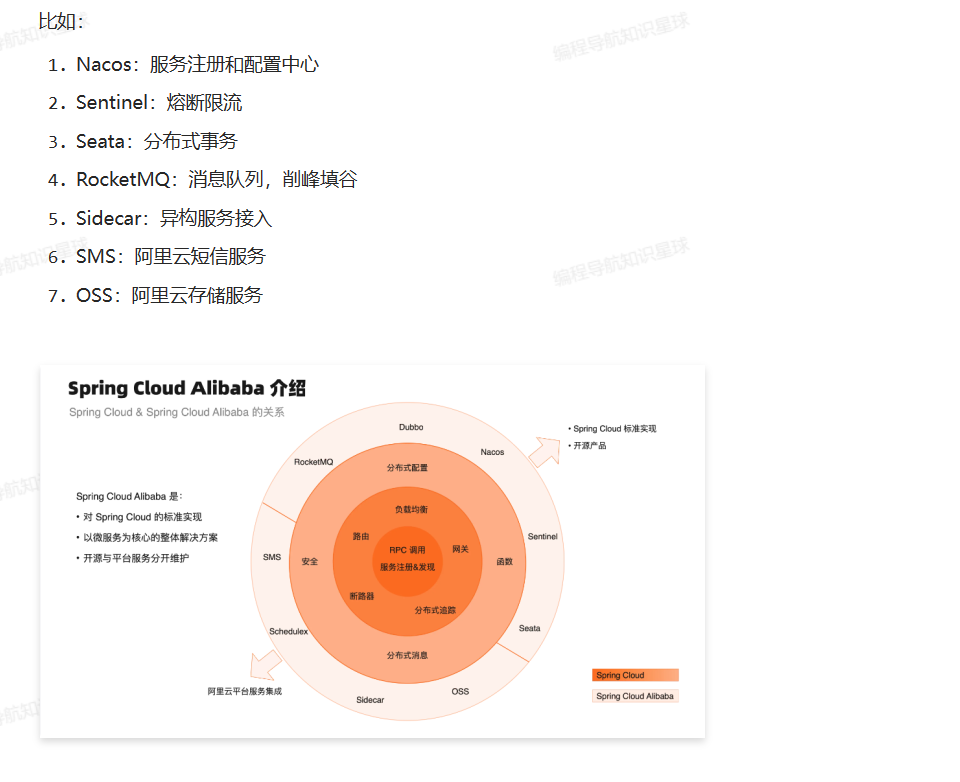 比如：
1. Nacos：服务注册和配置中心
2. Sentinel：熔断限流
3. Seata：分布式事务
4. RocketMQ：消息队列，削峰填谷
5. Sidecar：异构服务接入
6. SMS：阿里云短信服务
7. OSS：阿里云存储服务
编程导航知识星球
编程导航知识星球
Spring Cloud Alibaba 介绍
Spring Cloud & Spring Cloud Alibaba 的关系
Spring Cloud Alibaba 是：
• 对 Spring Cloud 的标准实现
• 以微服务为核心的整体解决方案
• 开源与平台服务分开维护
Dubbo
Nacos
RocketMQ
分布式配置
• Spring Cloud 标准实现
• 开源产品
负载均衡
路由
网关
RPC 调用
服务注册&发现
Sentinel
SMS
安全
函数
断路器
分布式追踪
Seata
Schedulex
分布式消息
阿里云平台服务集成
Sidecar
OSS
Spring Cloud
Spring Cloud Alibaba